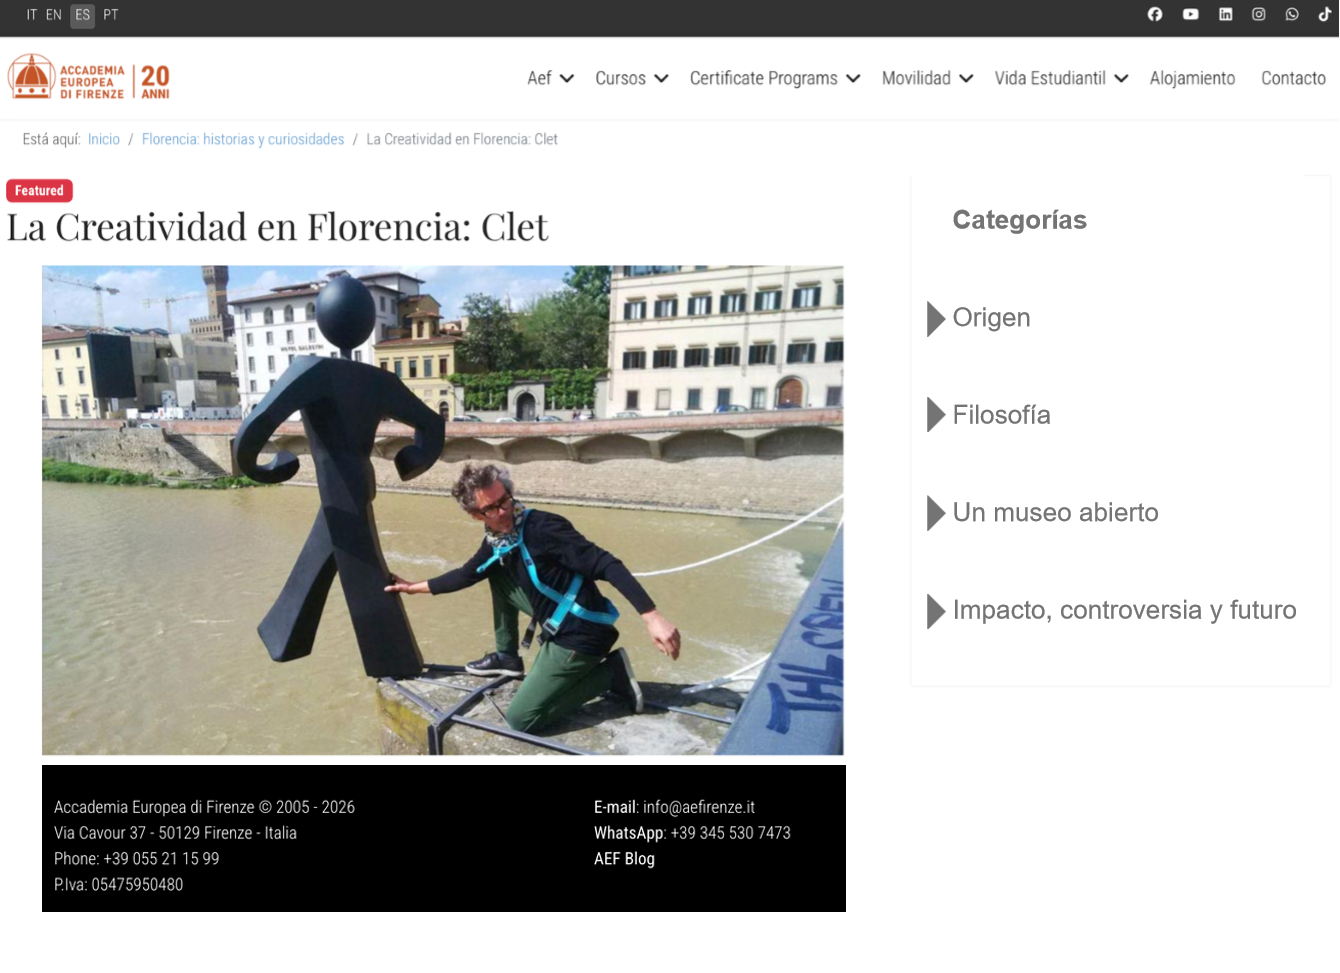 IT EN ES PT
ACCADEMIA
EUROPEA
DI FIRENZE
20
ANNI
Aef Cursos Certificate Programs Movilidad Vida Estudiantil Alojamiento Contacto
Está aquí: Inicio / Florencia: historias y curiosidades / La Creatividad en Florencia: Clet
Featured
La Creatividad en Florencia: Clet
Categorías
Origen
Filosofía
Un museo abierto
Impacto, controversia y futuro
Accademia Europea di Firenze © 2005 - 2026
Via Cavour 37 - 50129 Firenze - Italia
Phone: +39 055 21 15 99
P.Iva: 05475950480
E-mail: info@aefirenze.it
WhatsApp: +39 345 530 7473
AEF Blog